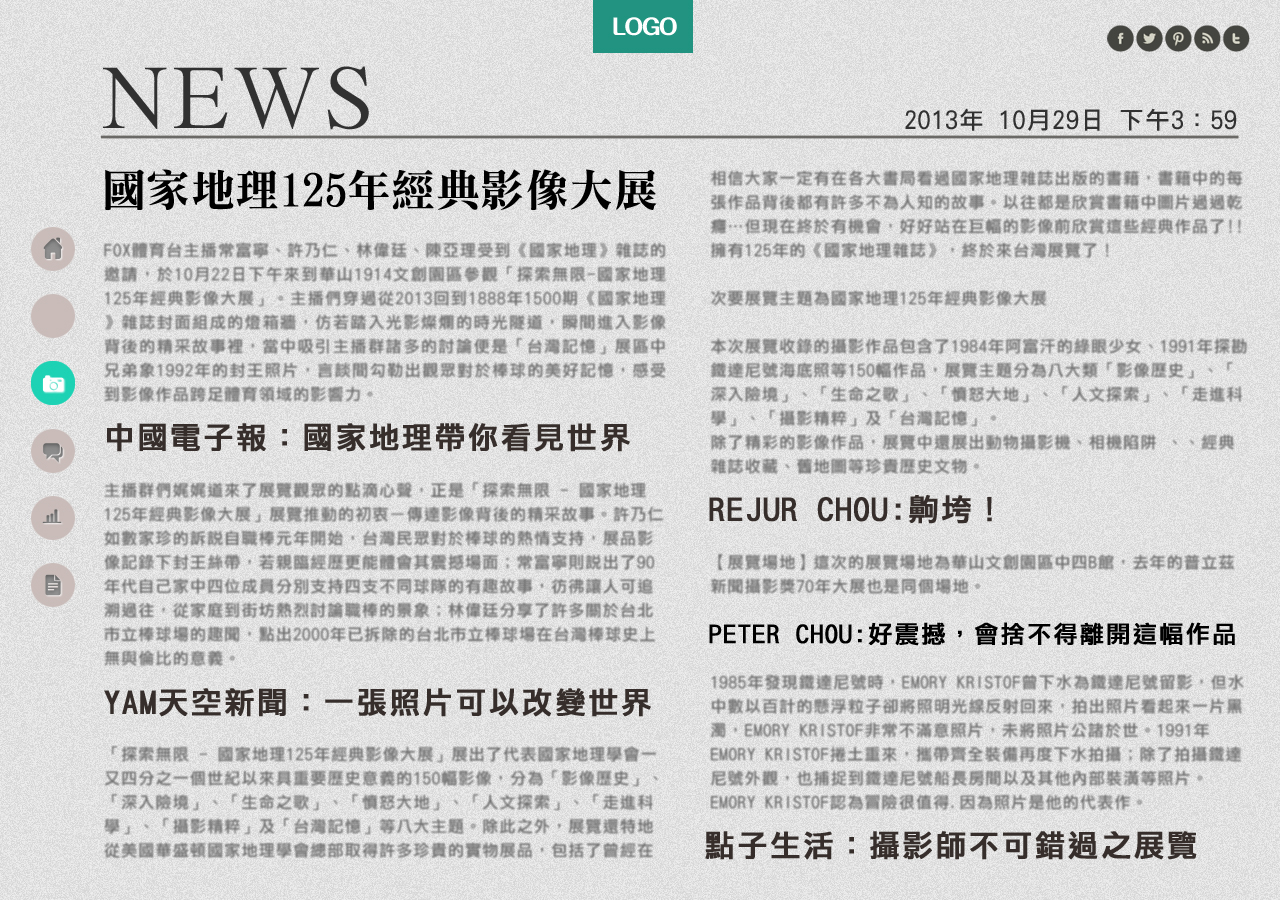 LOGO
NEWS
2013年 10月29日 下午3：59
國家地理125年經典影像大展
FOX體育台主播常富寧、許乃仁、林偉廷、陳亞理受到《國家地理》雜誌的
邀請，於10月22日下午來到華山1914文創園區參觀「探索無限-國家地理
125年經典影像大展」。主播們穿過從2013回到1888年1500期《國家地理
》雜誌封面組成的燈箱牆，仿若踏入光影燦爛的時光隧道，瞬間進入影像
背後的精采故事裡，當中吸引主播群諸多的討論便是「台灣記憶」展區中
兄弟象1992年的封王照片，言談間勾勒出觀眾對於棒球的美好記憶，感受
到影像作品跨足體育領域的影響力。
中國電子報：國家地理帶你看見世界
主播群們娓娓道來了展覽觀眾的點滴心聲，正是「探索無限 - 國家地理
125年經典影像大展」展覽推動的初衷－傳達影像背後的精采故事。許乃仁
如數家珍的訴說自職棒元年開始，台灣民眾對於棒球的熱情支持，展品影
像記錄下封王絲帶，若親臨經歷更能體會其震撼場面；常富寧則說出了90
年代自己家中四位成員分別支持四支不同球隊的有趣故事，彷彿讓人可追
溯過往，從家庭到街坊熱烈討論職棒的景象；林偉廷分享了許多關於台北
市立棒球場的趣聞，點出2000年已拆除的台北市立棒球場在台灣棒球史上
無與倫比的意義。
YAM天空新聞：一張照片可以改變世界
「探索無限 - 國家地理125年經典影像大展」展出了代表國家地理學會一
又四分之一個世紀以來具重要歷史意義的150幅影像，分為「影像歷史」、
「深入險境」、「生命之歌」、「憤怒大地」、「人文探索」、「走進科
學」、「攝影精粹」及「台灣記憶」等八大主題。除此之外，展覽還特地
從美國華盛頓國家地理學會總部取得許多珍貴的實物展品，包括了曾經在
相信大家一定有在各大書局看過國家地理雜誌出版的書籍，書籍中的每
張作品背後都有許多不為人知的故事。以往都是欣賞書籍中圖片過過乾
癮…但現在終於有機會，好好站在巨幅的影像前欣賞這些經典作品了!!
擁有125年的《國家地理雜誌》，終於來台灣展覽了！
次要展覽主題為國家地理125年經典影像大展
本次展覽收錄的攝影作品包含了1984年阿富汗的綠眼少女、1991年探勘
鐵達尼號海底照等150幅作品，展覽主題分為八大類「影像歷史」、「
深入險境」、「生命之歌」、「憤怒大地」、「人文探索」、「走進科
學」、「攝影精粹」及「台灣記憶」。
除了精彩的影像作品，展覽中還展出動物攝影機、相機陷阱 、、經典
雜誌收藏、舊地圖等珍貴歷史文物。
REJUR CHOU:齁垮！
【展覽場地】這次的展覽場地為華山文創園區中四B館，去年的普立茲
新聞攝影獎70年大展也是同個場地。
PETER CHOU:好震撼，會捨不得離開這幅作品
1985年發現鐵達尼號時，EMORY KRISTOF曾下水為鐵達尼號留影，但水
中數以百計的懸浮粒子卻將照明光線反射回來，拍出照片看起來一片黑
濁，EMORY KRISTOF非常不滿意照片，未將照片公諸於世。1991年
EMORY KRISTOF捲土重來，攜帶齊全裝備再度下水拍攝；除了拍攝鐵達
尼號外觀，也捕捉到鐵達尼號船長房間以及其他內部裝潢等照片。
EMORY KRISTOF認為冒險很值得.因為照片是他的代表作。
點子生活：攝影師不可錯過之展覽